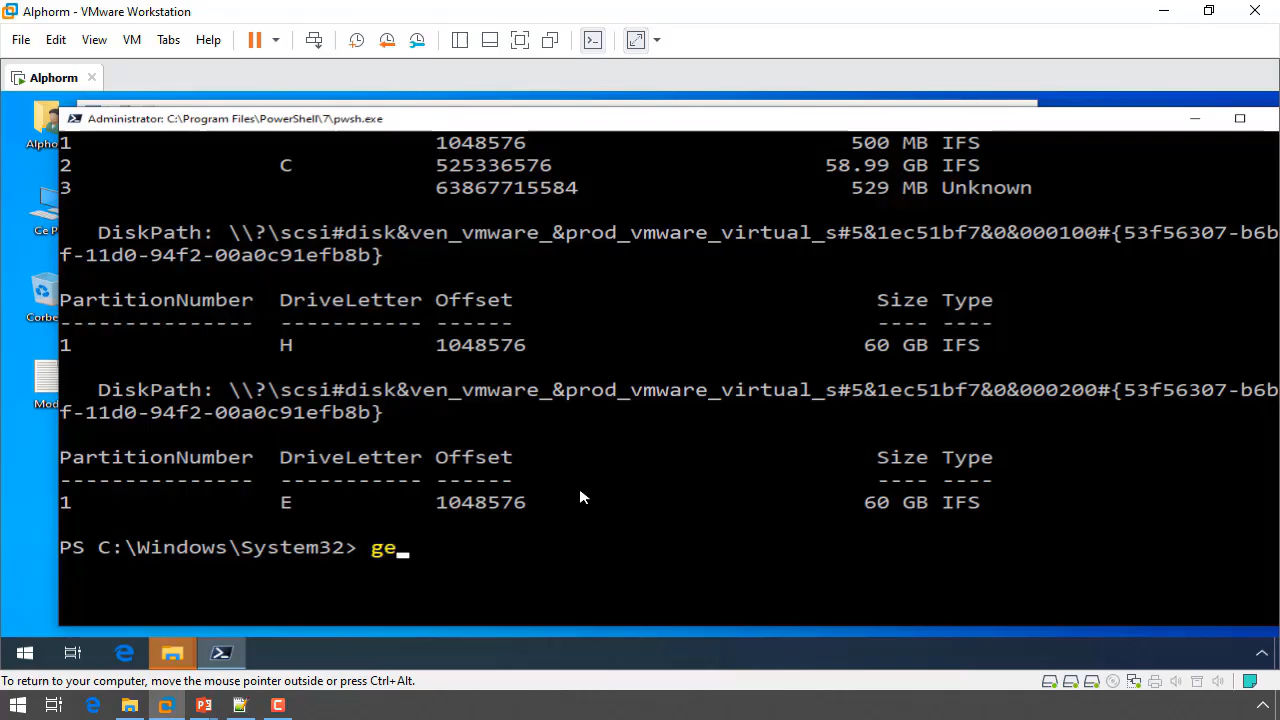 Alphorm - VMware Workstation
File Edit View VM Tabs Help
Alphorm
Administrator: C:\Program Files\PowerShell\7\pwsh.exe
Alpho
Ce P
Corbe
Mod
1 1048576 500 MB IFS
2 C 525336576 58.99 GB IFS
3 63867715584 529 MB Unknown
DiskPath: \\?\scsi#disk&ven_vmware_&prod_vmware_virtual_s#5&1ec51bf7&0&000100#{53f56307-b6b
f-11d0-94f2-00a0c91efb8b}
PartitionNumber DriveLetter Offset Size Type
--------------- ----------- ------ ---- ----
1 H 1048576 60 GB IFS
DiskPath: \\?\scsi#disk&ven_vmware_&prod_vmware_virtual_s#5&1ec51bf7&0&000200#{53f56307-b6b
f-11d0-94f2-00a0c91efb8b}
PartitionNumber DriveLetter Offset Size Type
--------------- ----------- ------ ---- ----
1 E 1048576 60 GB IFS
PS C:\Windows\System32> ge_
To return to your computer, move the mouse pointer outside or press Ctrl+Alt.